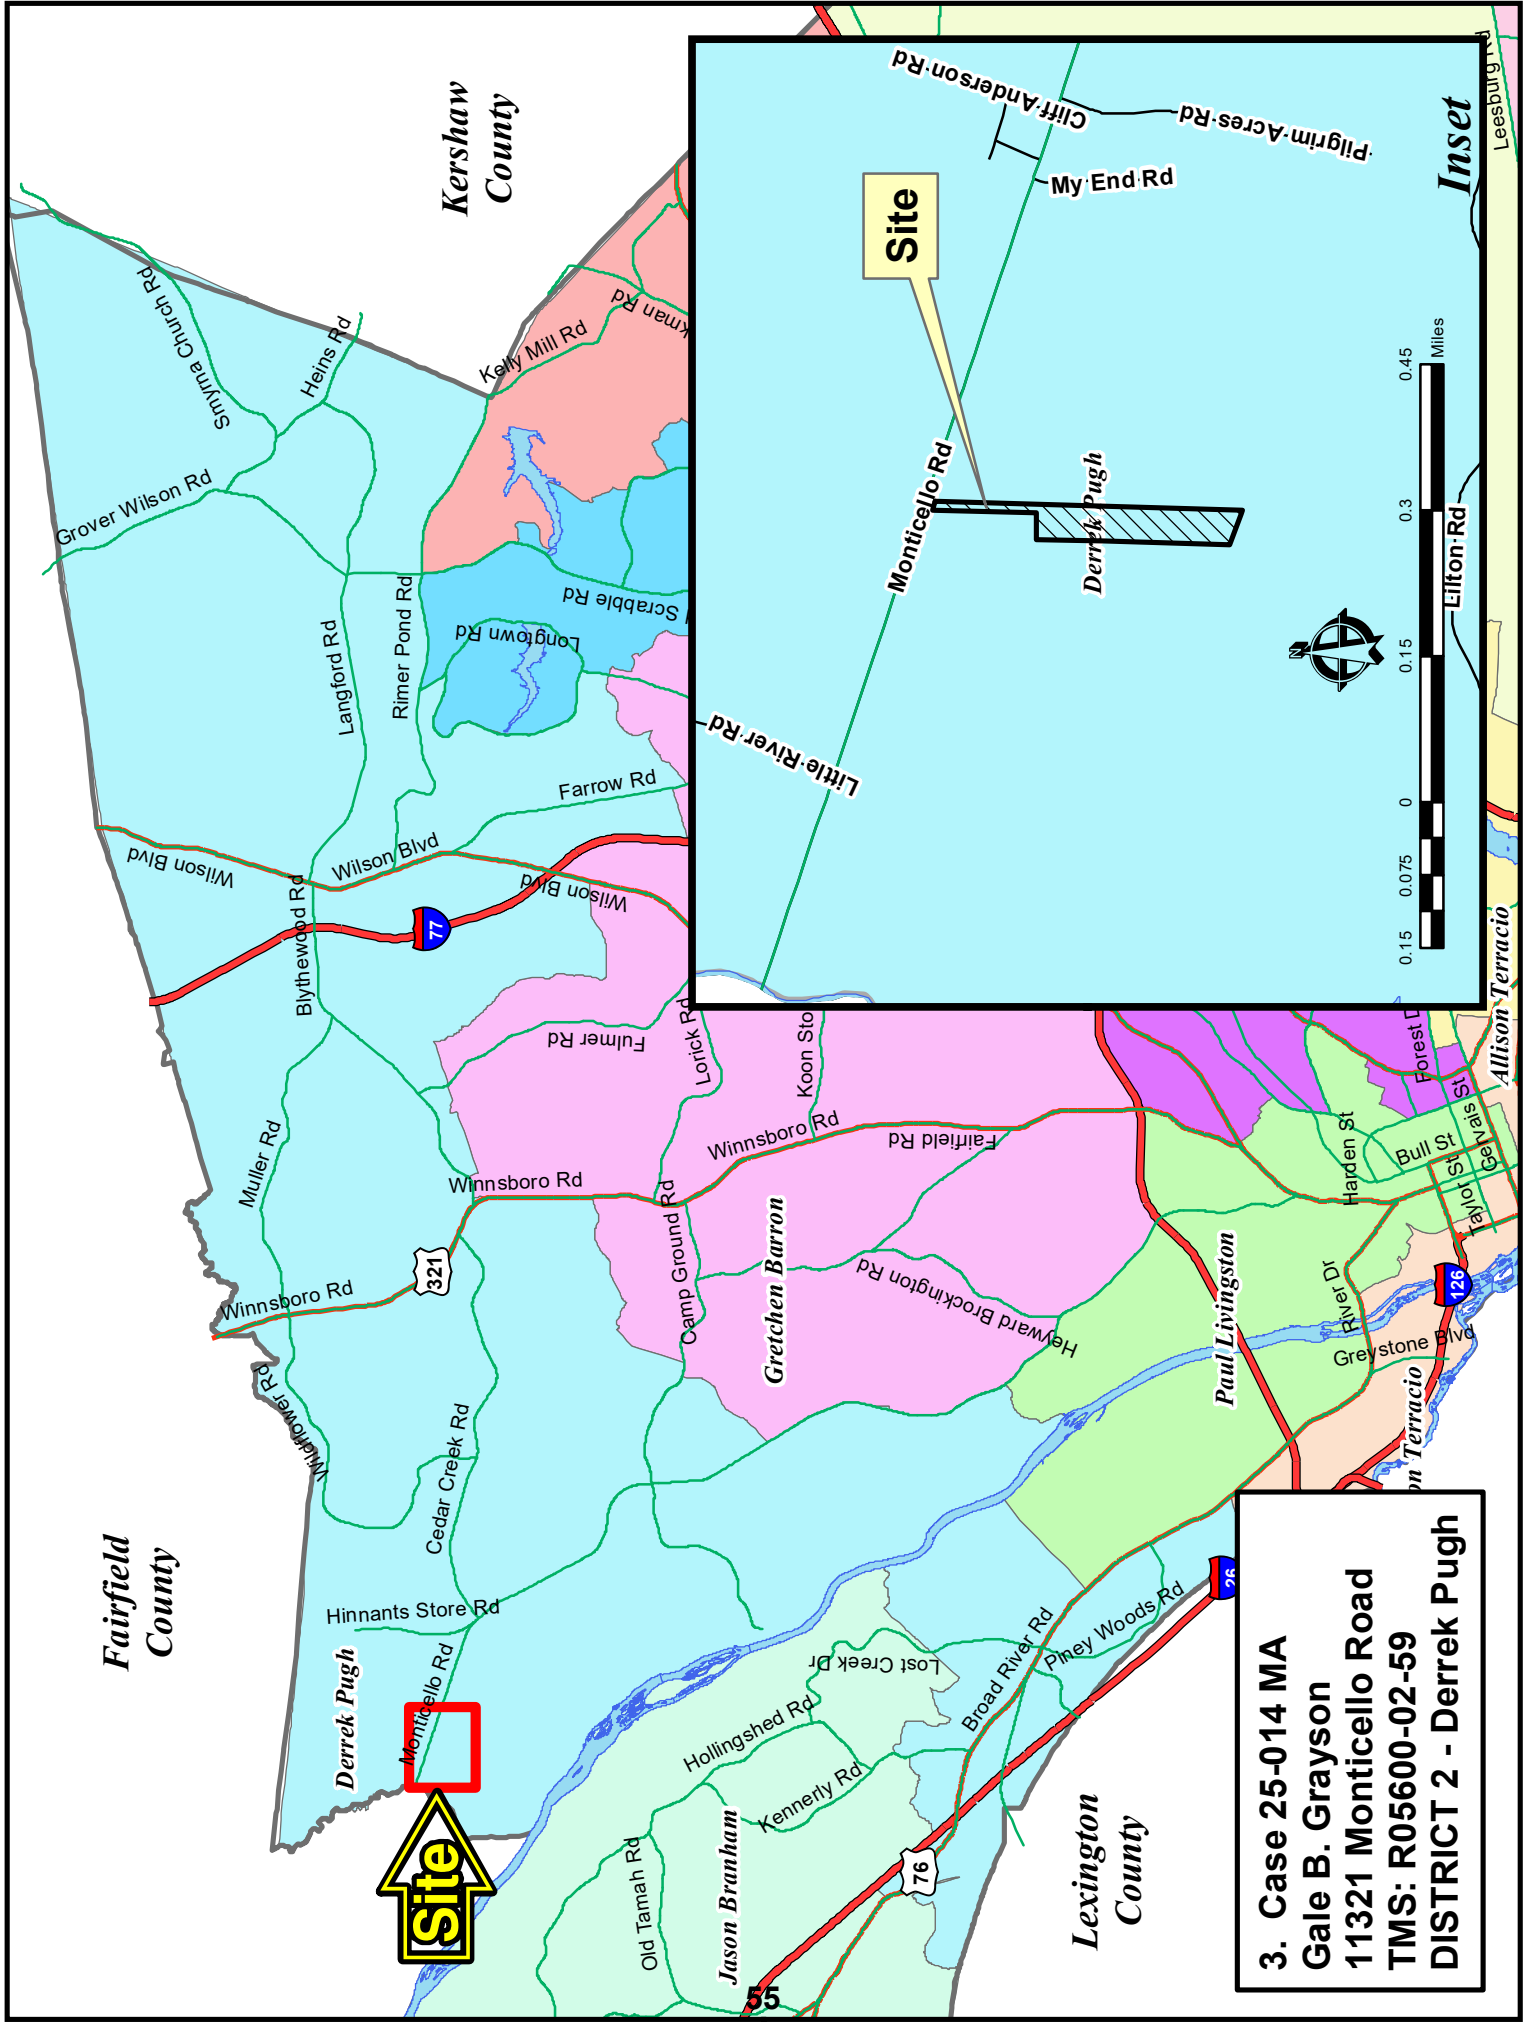 Fairfield
County
Kershaw
County
Lexington
County
Smyrna Church Rd
Heins Rd
Grover Wilson Rd
Kelly Mill Rd
kman Rd
Langford Rd
Rimer Pond Rd
Longtown Rd
Scrabble Rd
Farrow Rd
Wilson Blvd
Wilson Blvd
Wilson Blvd
Blythewood Rd
77
Muller Rd
Fulmer Rd
Lorick Rd
Koon Sto
Winnsboro Rd
Winnsboro Rd
Winnsboro Rd
321
Fairfield Rd
Camp Ground Rd
Gretchen Barron
Heyward Brockington Rd
Wildflower Rd
Cedar Creek Rd
Hinnants Store Rd
Monticello Rd
Derrek Pugh
Site
Paul Livingston
River Dr
Greystone Blvd
126
Harden St
Bull St
Taylor St
Gervais St
Forest D
Allison Terracio
on Terracio
Leesburg Rd
Lost Creek Dr
Hollingshed Rd
Kennerly Rd
Broad River Rd
Piney Woods Rd
26
76
Old Tamah Rd
Jason Branham
55
Inset
Site
Cliff Anderson Rd
Pilgrim Acres Rd
My End Rd
Monticello Rd
Little River Rd
Derrek Pugh
Lilton Rd
N
0.15 0.075 0 0.15 0.3 0.45
Miles
3. Case 25-014 MA
Gale B. Grayson
11321 Monticello Road
TMS: R05600-02-59
DISTRICT 2 - Derrek Pugh